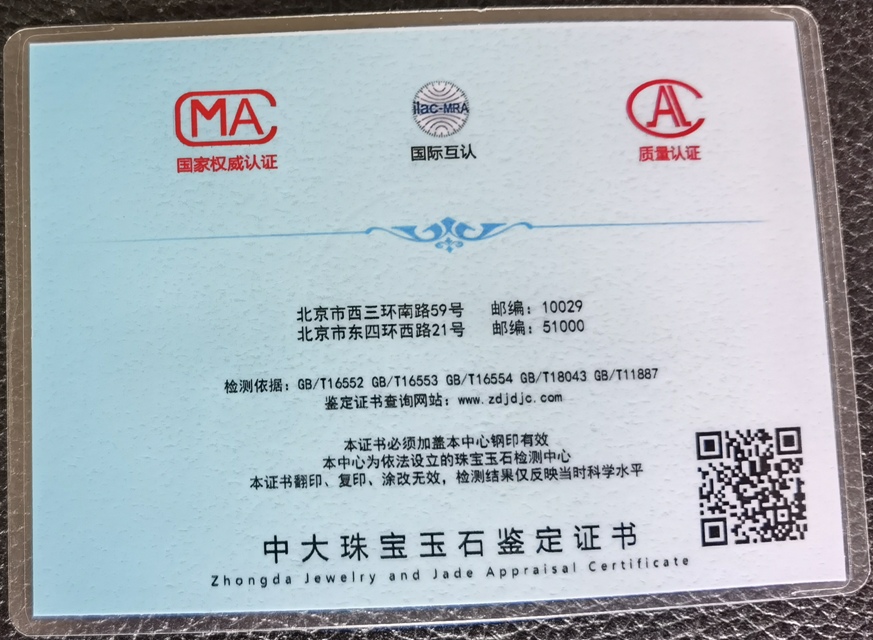 MA
国家权威认证
ilac-MRA
国际互认
CAL
质量认证
北京市西三环南路59号 邮编：10029
北京市东四环西路21号 邮编：51000
检测依据：GB/T16552 GB/T16553 GB/T16554 GB/T18043 GB/T11887
鉴定证书查询网站：www.zdjdjc.com
本证书必须加盖本中心钢印有效
本中心为依法设立的珠宝玉石检测中心
本证书翻印、复印、涂改无效，检测结果仅反映当时科学水平
中大珠宝玉石鉴定证书
Zhongda Jewelry and Jade Appraisal Certificate